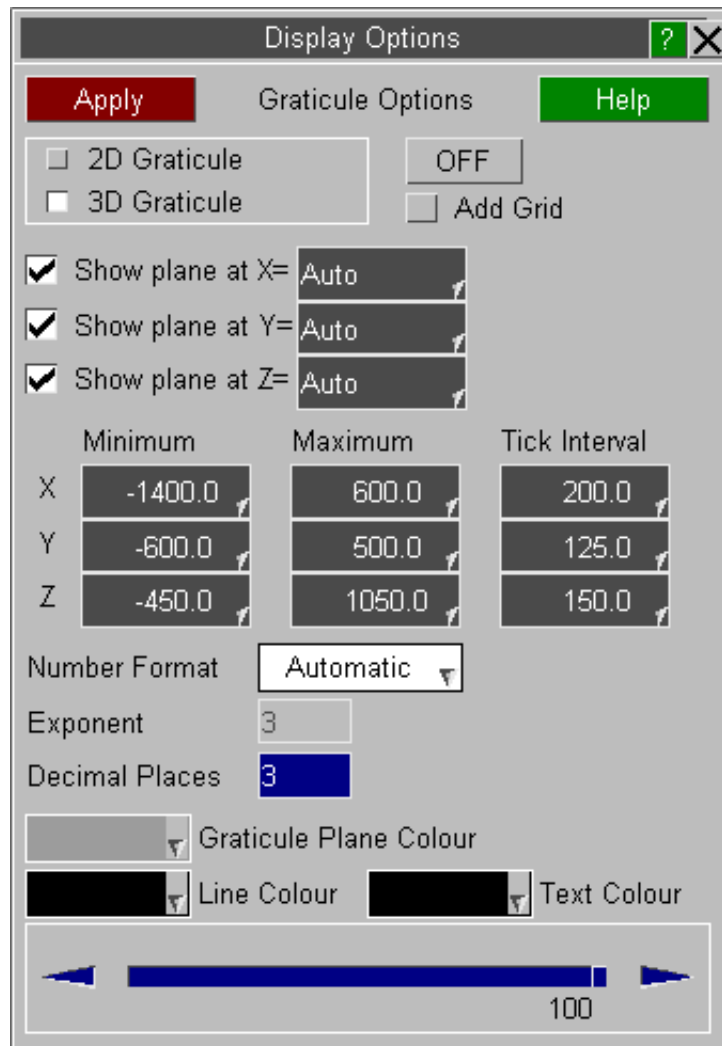 Display Options ?
Apply Graticule Options Help
2D Graticule OFF
3D Graticule Add Grid
Show plane at X= Auto
Show plane at Y= Auto
Show plane at Z= Auto
Minimum Maximum Tick Interval
X -1400.0 600.0 200.0
Y -600.0 500.0 125.0
Z -450.0 1050.0 150.0
Number Format Automatic
Exponent 3
Decimal Places 3
Graticule Plane Colour
Line Colour Text Colour
100